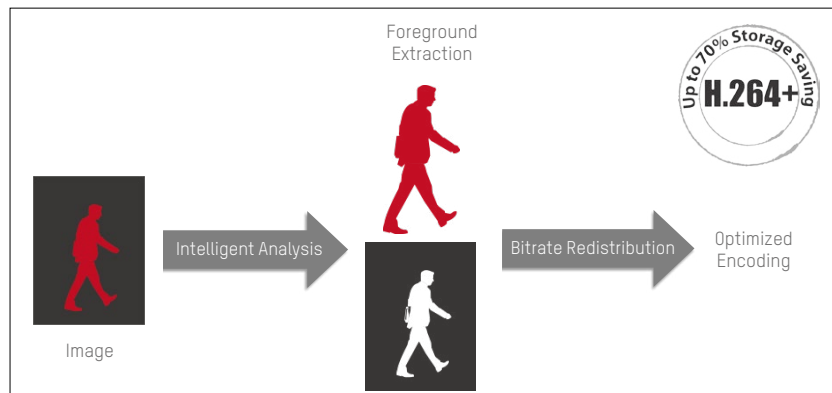 Foreground
Extraction
Up to 70% Storage Saving
H.264+
Intelligent Analysis
Bitrate Redistribution
Optimized
Encoding
Image